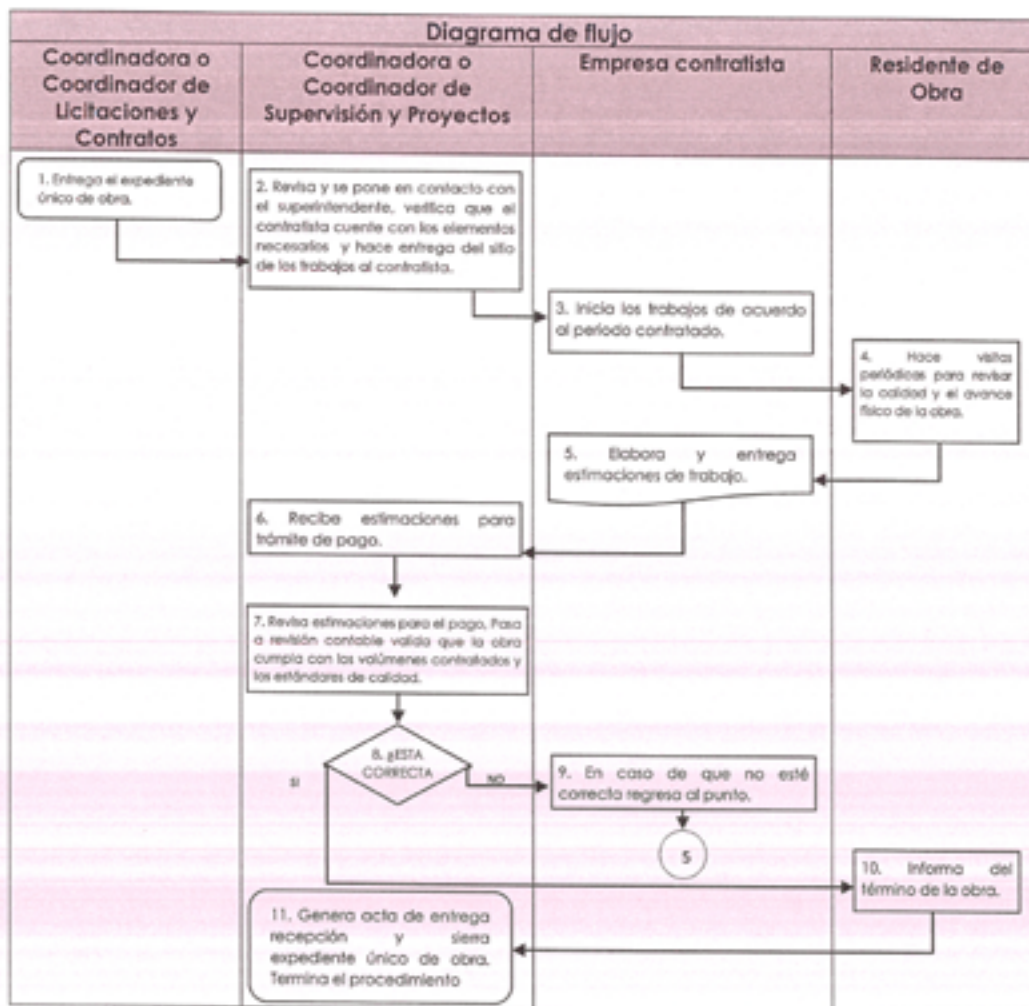 Diagrama de flujo
Coordinadora o
Coordinador de
Licitaciones y
Contratos
Coordinadora o
Coordinador de
Supervisión y Proyectos
Empresa contratista
Residente de
Obra
1. Entrega el expediente
único de obra.
2. Revisa y se pone en contacto con
el superintendente, verifica que el
contratista cuente con los elementos
necesarios y hace entrega del sitio
de los trabajos al contratista.
3. Inicia los trabajos de acuerdo
al periodo contratado.
4. Hace visitas
periódicas para revisar
la calidad y el avance
físico de la obra.
5. Elabora y entrega
estimaciones de trabajo.
6. Recibe estimaciones para
trámite de pago.
7. Revisa estimaciones para el pago. Pasa
a revisión contable valida que la obra
cumpla con los volúmenes contratados y
los estándares de calidad.
8. ¿ESTA
CORRECTA
SI
NO
9. En caso de que no esté
correcta regresa al punto.
5
10. Informa del
término de la obra.
11. Genera acta de entrega
recepción y sierra
expediente único de obra.
Termina el procedimiento